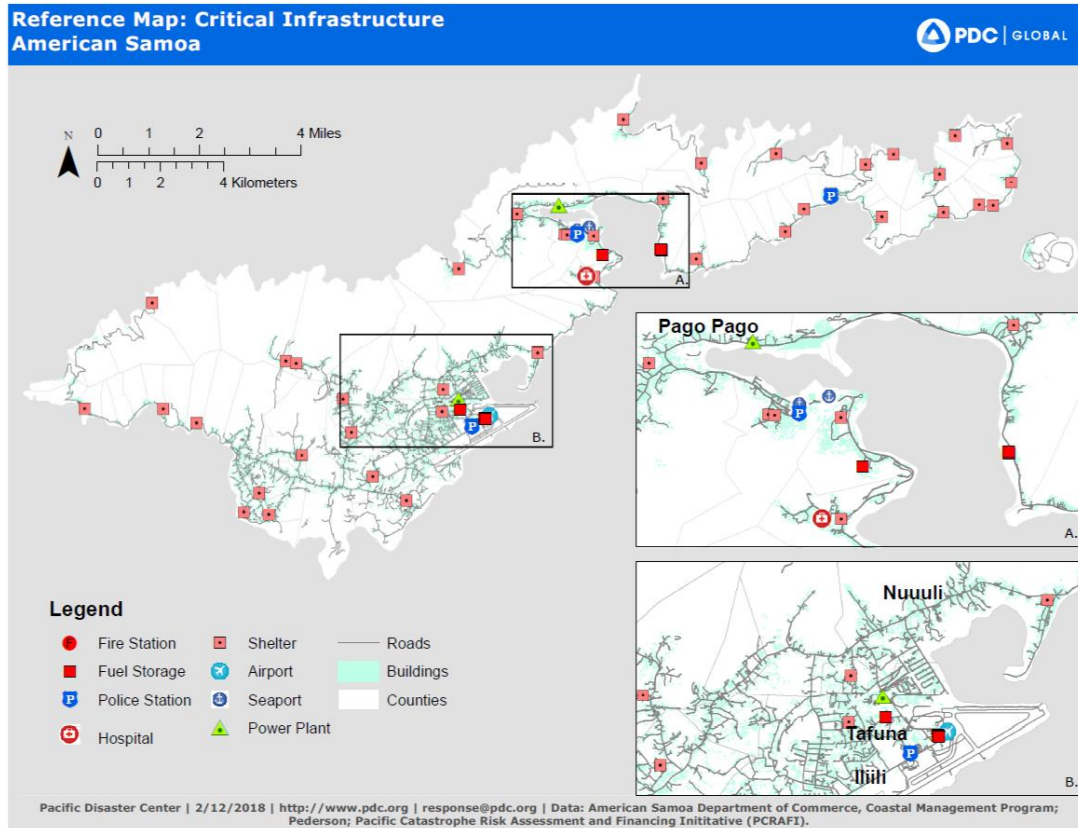 Reference Map: Critical Infrastructure
American Samoa
PDC | GLOBAL
N
0 1 2 4 Miles
0 1 2 4 Kilometers
P
P
A.
P
B.
Pago Pago
P
A.
Nuuuli
Tafuna
P
Iliili
B.
Legend
F Fire Station
Shelter
Roads
Fuel Storage
Airport
Buildings
P Police Station
Seaport
Counties
Hospital
Power Plant
Pacific Disaster Center | 2/12/2018 | http://www.pdc.org | response@pdc.org | Data: American Samoa Department of Commerce, Coastal Management Program;
Pederson; Pacific Catastrophe Risk Assessment and Financing Inititative (PCRAFI).